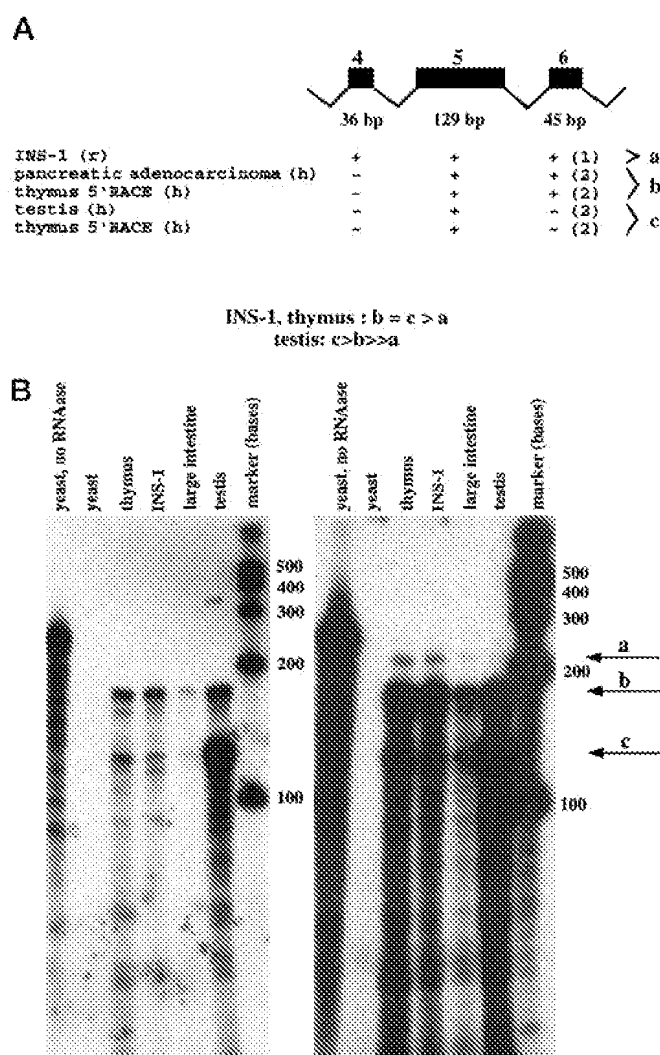 A
4 5 6
36 bp 129 bp 45 bp
INS-1 (r) + + + (1) > a
pancreatic adenocarcinoma (h) - + + (2)
b
thymus 5'RACE (h) - + + (2)
testis (h) - + - (2)
c
thymus 5'RACE (h) - + - (2)
INS-1, thymus : b = c > a
testis: c>b>>a
B
yeast, no RNAase
yeast
thymus
INS-1
large intestine
testis
marker (bases)
yeast, no RNAase
yeast
thymus
INS-1
large intestine
testis
marker (bases)
500
400
300
200
100
500
400
300
200
100
a
b
c